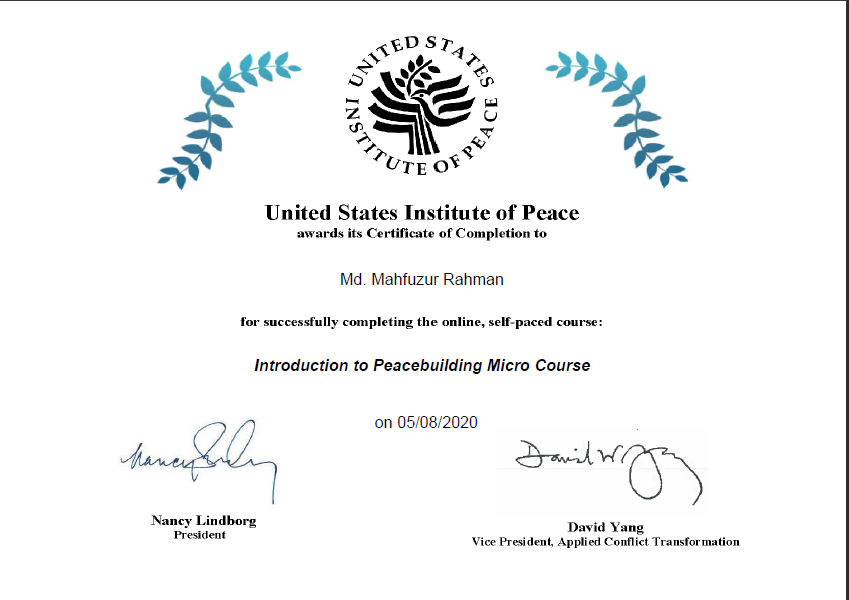 UNITED STATES INSTITUTE OF PEACE
United States Institute of Peace
awards its Certificate of Completion to
Md. Mahfuzur Rahman
for successfully completing the online, self-paced course:
Introduction to Peacebuilding Micro Course
on 05/08/2020
David W. Yang
Nancy Lindborg
President
David Yang
Vice President, Applied Conflict Transformation